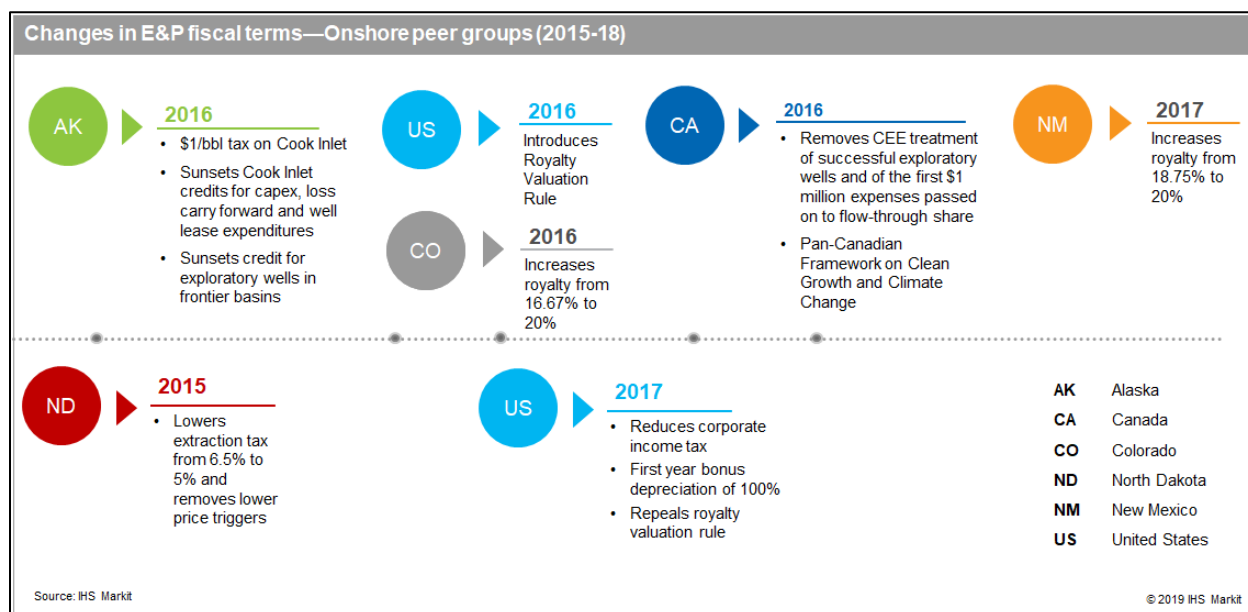 Changes in E&P fiscal terms—Onshore peer groups (2015-18)
AK
2016
• $1/bbl tax on Cook Inlet
• Sunsets Cook Inlet
credits for capex, loss
carry forward and well
lease expenditures
• Sunsets credit for
exploratory wells in
frontier basins
US
2016
Introduces
Royalty
Valuation
Rule
CO
2016
Increases
royalty from
16.67% to
20%
CA
2016
• Removes CEE treatment
of successful exploratory
wells and of the first $1
million expenses passed
on to flow-through share
• Pan-Canadian
Framework on Clean
Growth and Climate
Change
NM
2017
Increases
royalty from
18.75% to
20%
ND
2015
• Lowers
extraction tax
from 6.5% to
5% and
removes lower
price triggers
US
2017
• Reduces corporate
income tax
• First year bonus
depreciation of 100%
• Repeals royalty
valuation rule
AK Alaska
CA Canada
CO Colorado
ND North Dakota
NM New Mexico
US United States
Source: IHS Markit
© 2019 IHS Markit